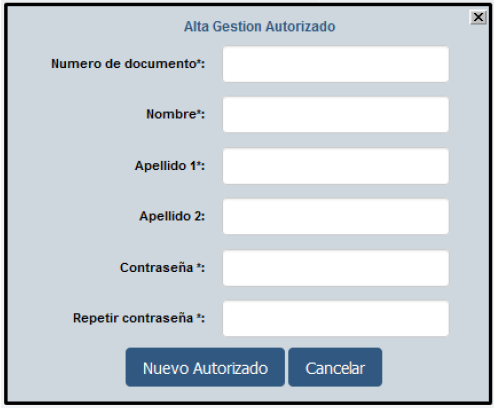 Alta Gestion Autorizado
Numero de documento*:
Nombre*:
Apellido 1*:
Apellido 2:
Contraseña *:
Repetir contraseña *:
Nuevo Autorizado Cancelar